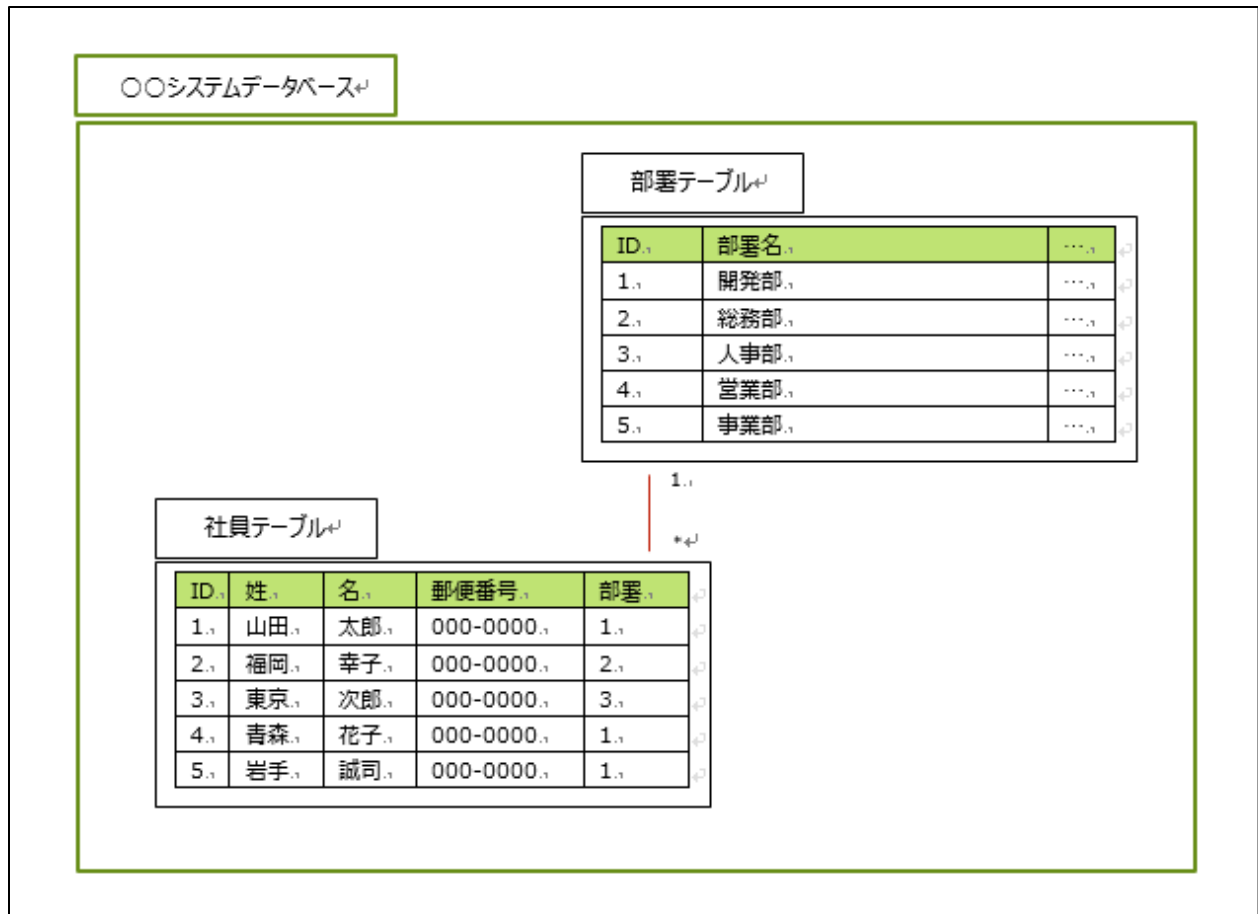 〇〇システムデータベース
部署テーブル
ID 部署名 …
1 開発部 …
2 総務部 …
3 人事部 …
4 営業部 …
5 事業部 …
1
*
社員テーブル
ID 姓 名 郵便番号 部署
1 山田 太郎 000-0000 1
2 福岡 幸子 000-0000 2
3 東京 次郎 000-0000 3
4 青森 花子 000-0000 1
5 岩手 誠司 000-0000 1